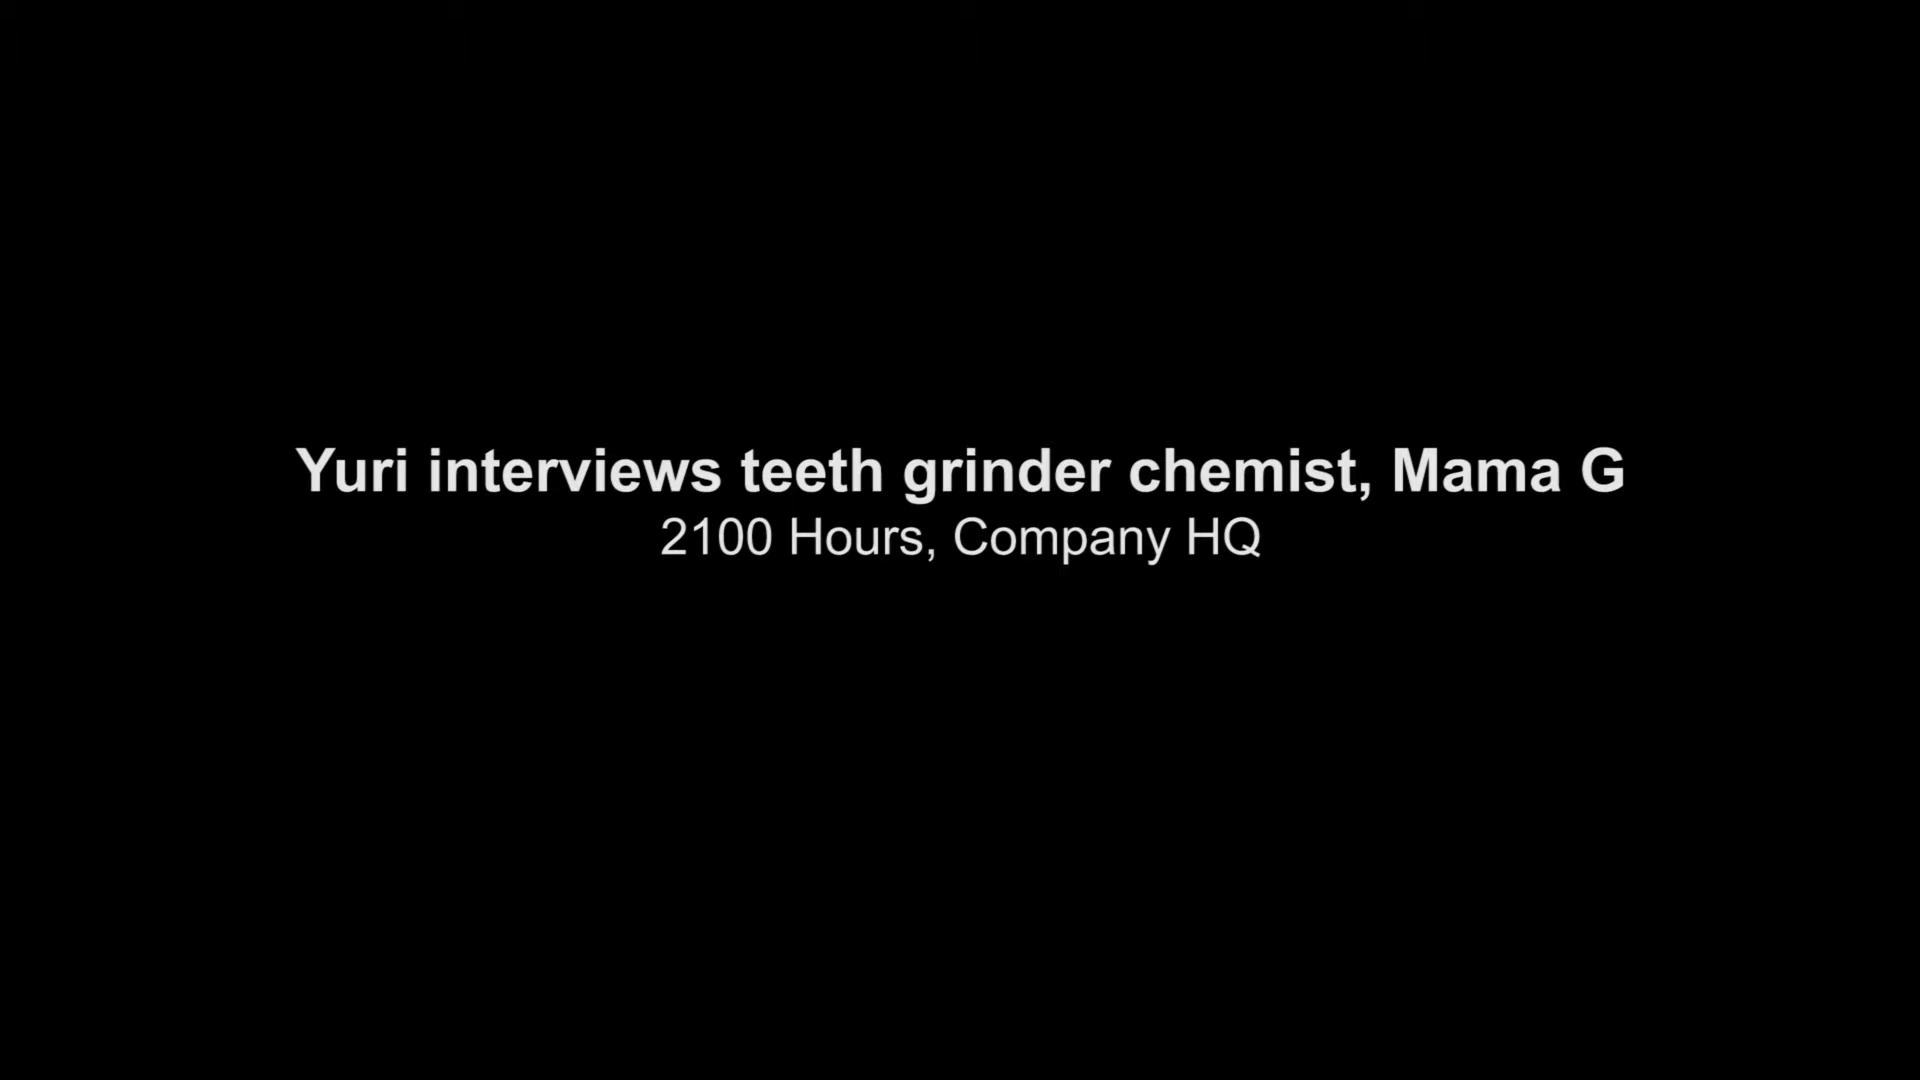 Yuri interviews teeth grinder chemist, Mama G
2100 Hours, Company HQ